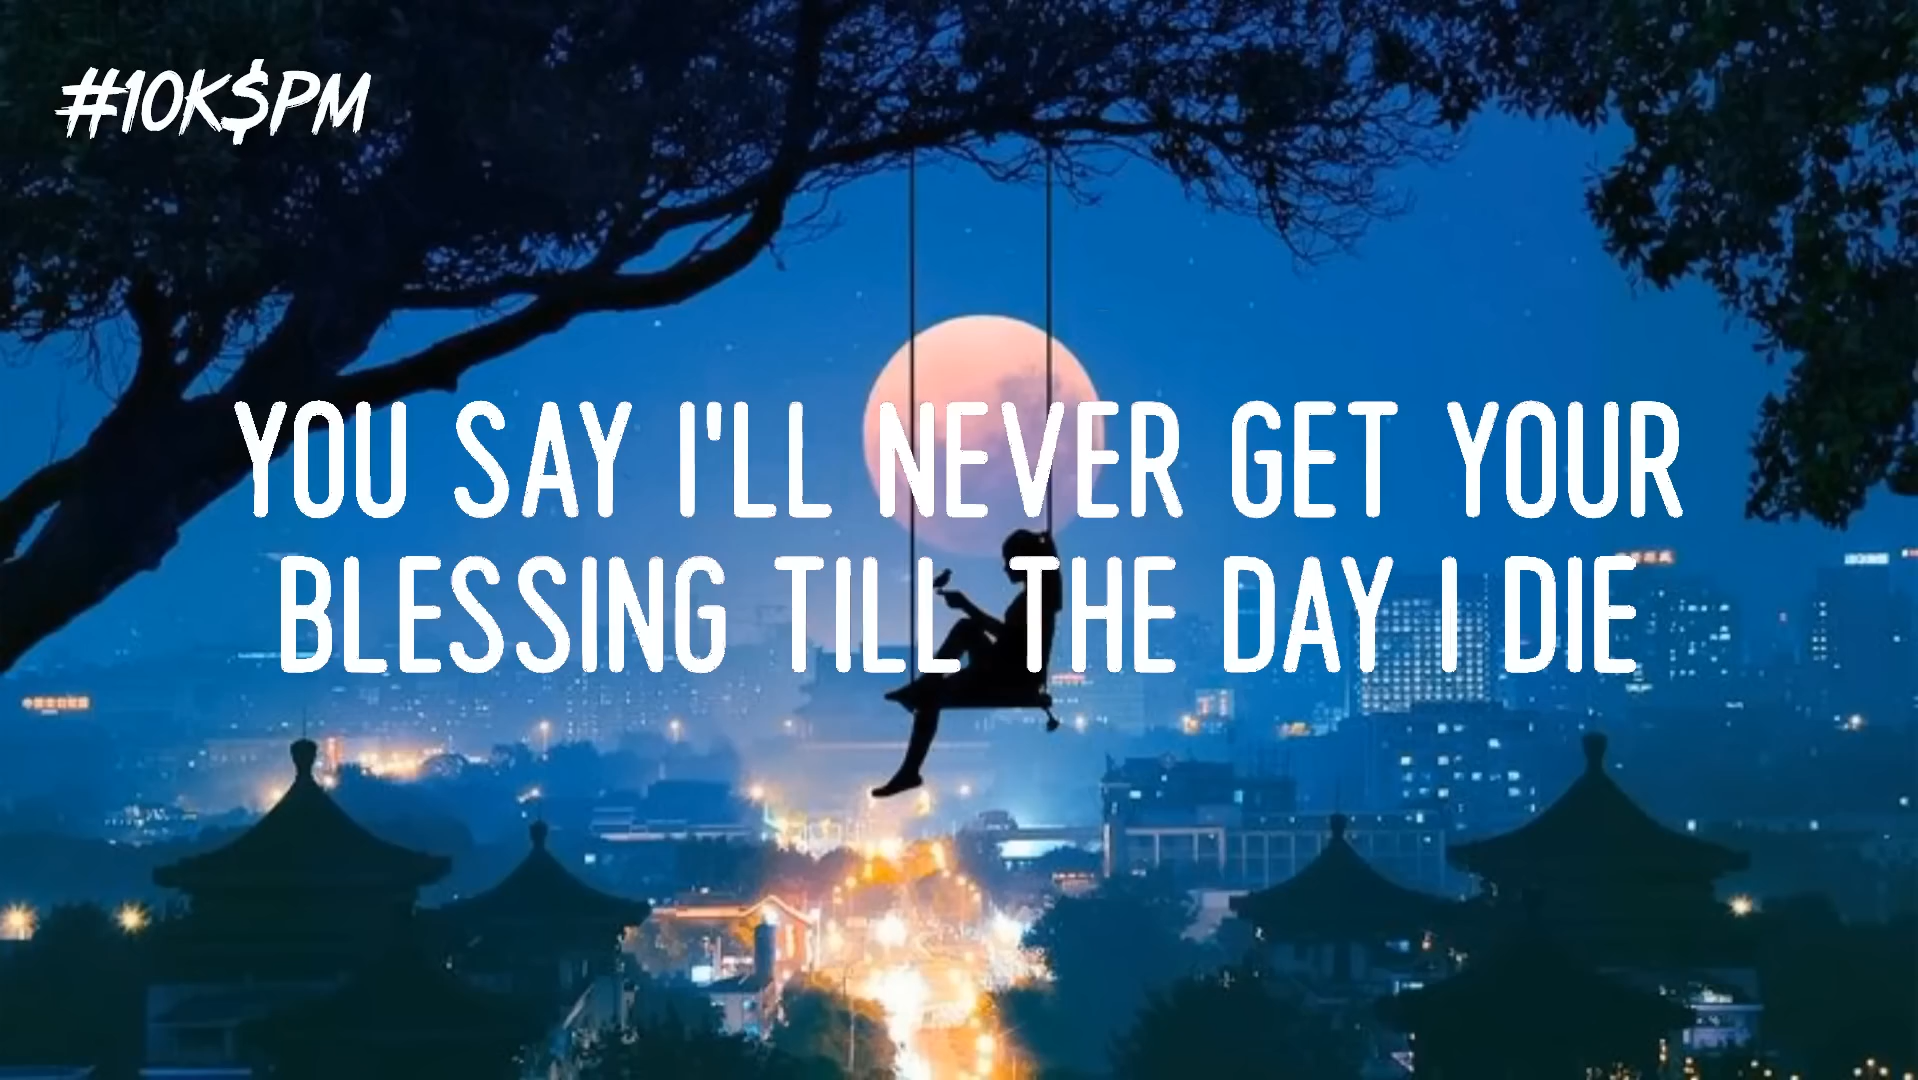 #10K$PM
YOU SAY I'LL NEVER GET YOUR
BLESSING TILL THE DAY I DIE